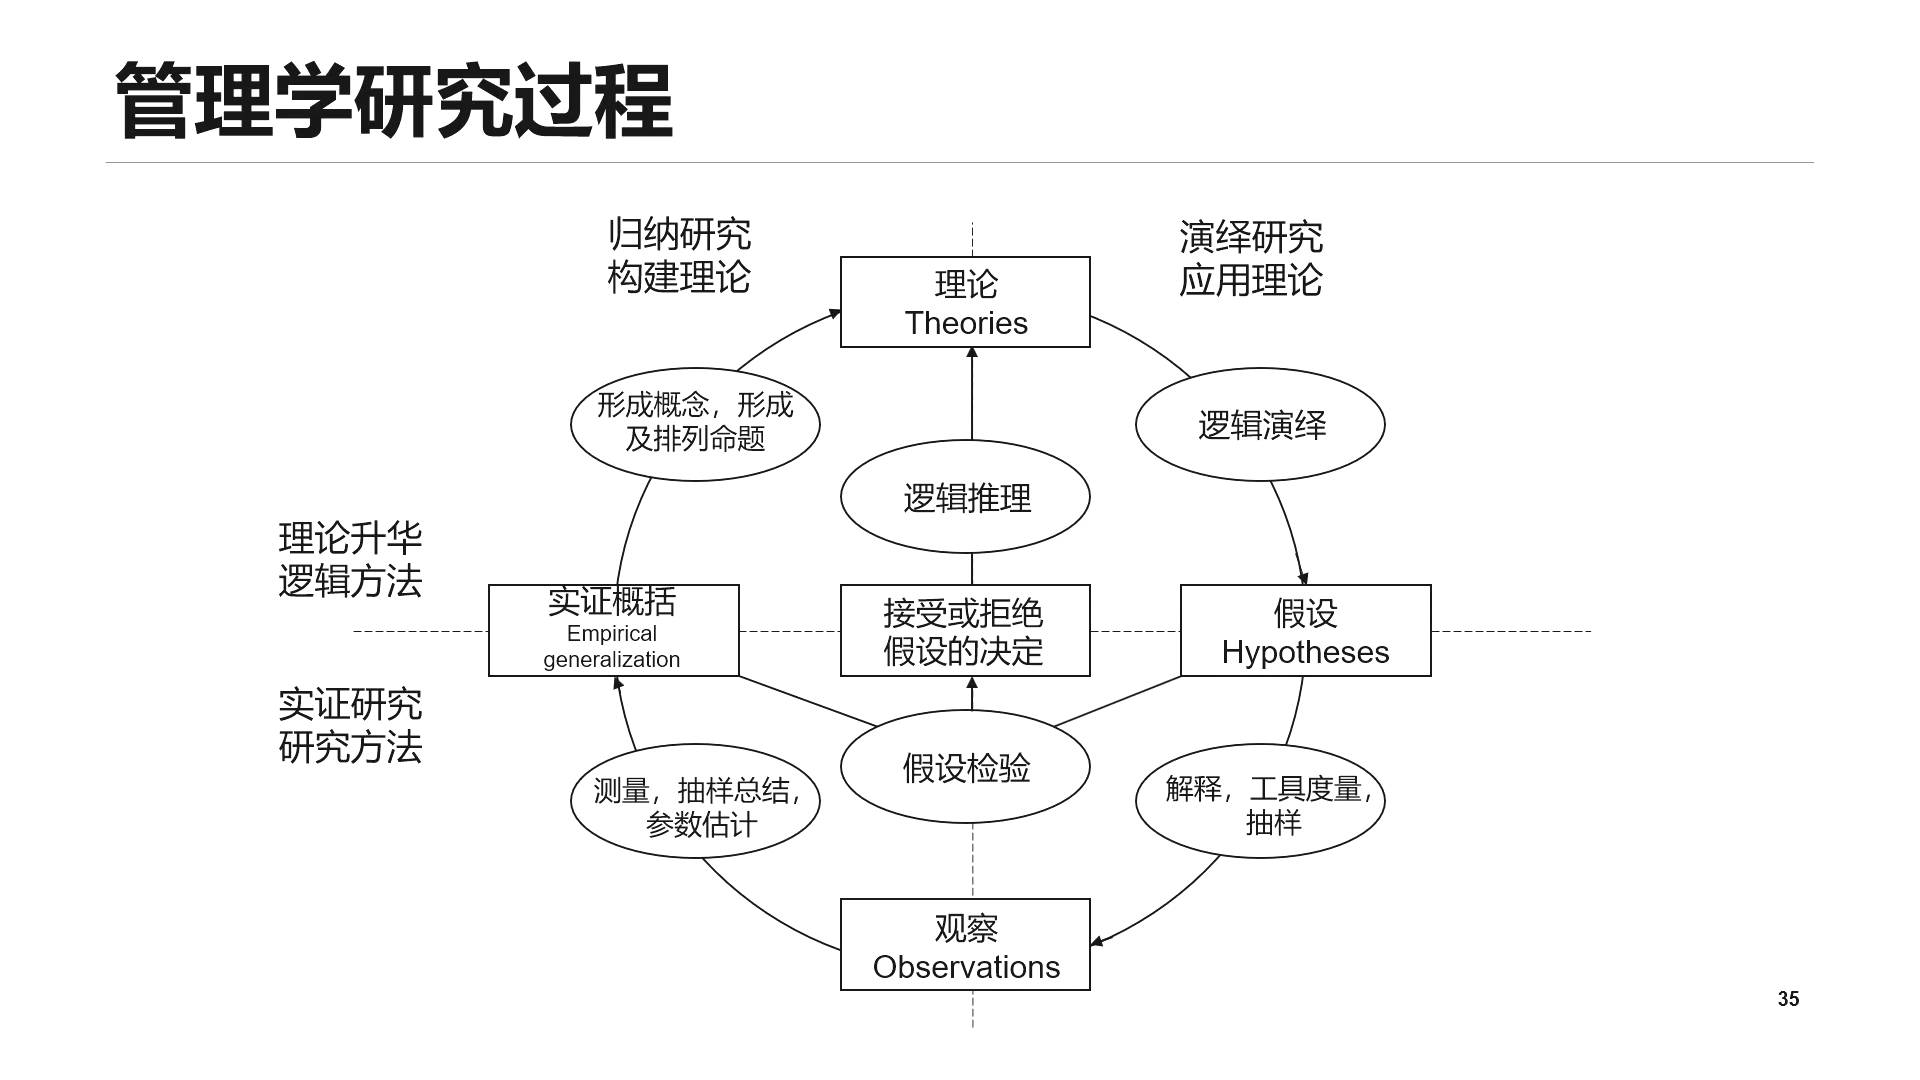 管理学研究过程
归纳研究
构建理论
演绎研究
应用理论
理论
Theories
形成概念，形成
及排列命题
逻辑演绎
逻辑推理
理论升华
逻辑方法
实证概括
Empirical
generalization
接受或拒绝
假设的决定
假设
Hypotheses
实证研究
研究方法
测量，抽样总结，
参数估计
假设检验
解释，工具度量，
抽样
观察
Observations
35